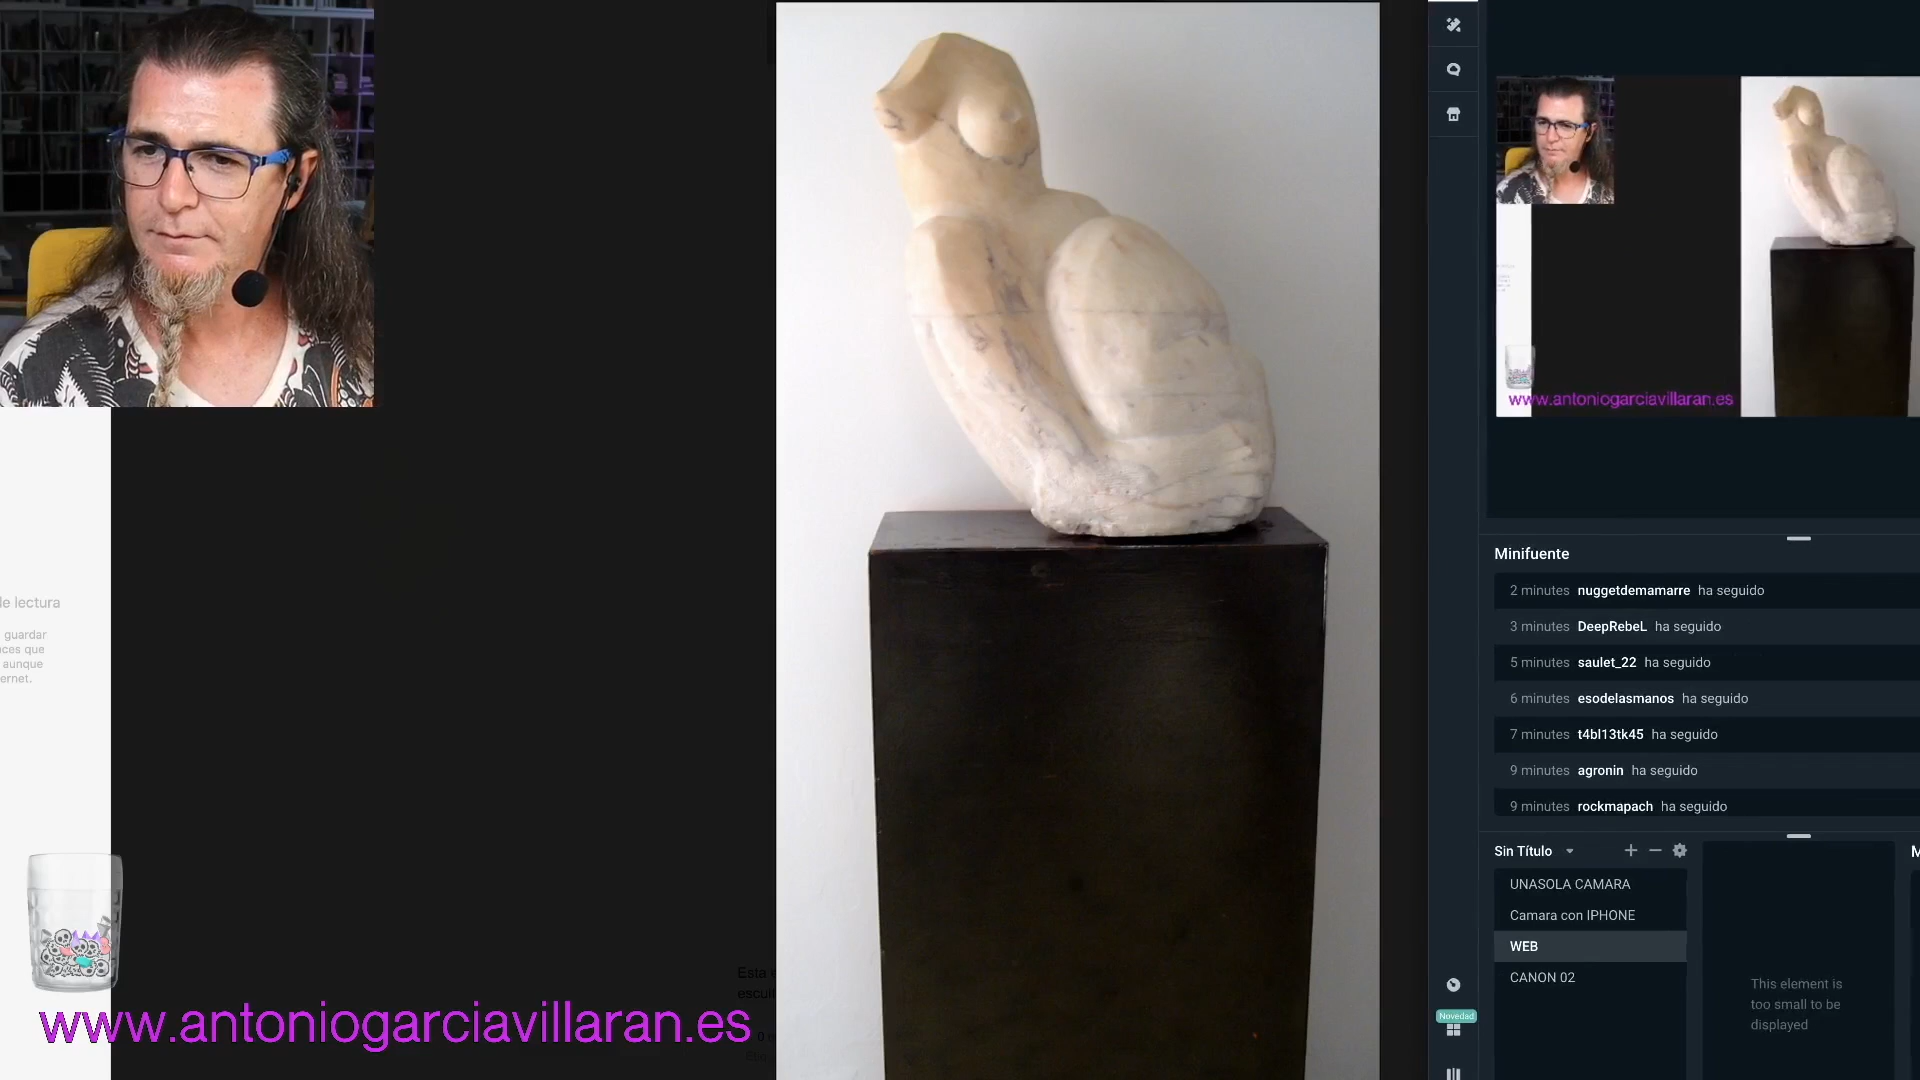 de lectura
guardar
aunque
ernet.
www.antoniogarciavillaran.es
Esta
www.antoniogarciavillaran.es
Minifuente
2 minutes nuggetdemamarre ha seguido
3 minutes DeepRebeL ha seguido
5 minutes saulet_22 ha seguido
6 minutes esodelasmanos ha seguido
7 minutes t4bl13tk45 ha seguido
9 minutes agronin ha seguido
9 minutes rockmapach ha seguido
Sin Título
UNASOLA CAMARA
Camara con IPHONE
WEB
CANON 02
This element is
too small to be
displayed
Novedad